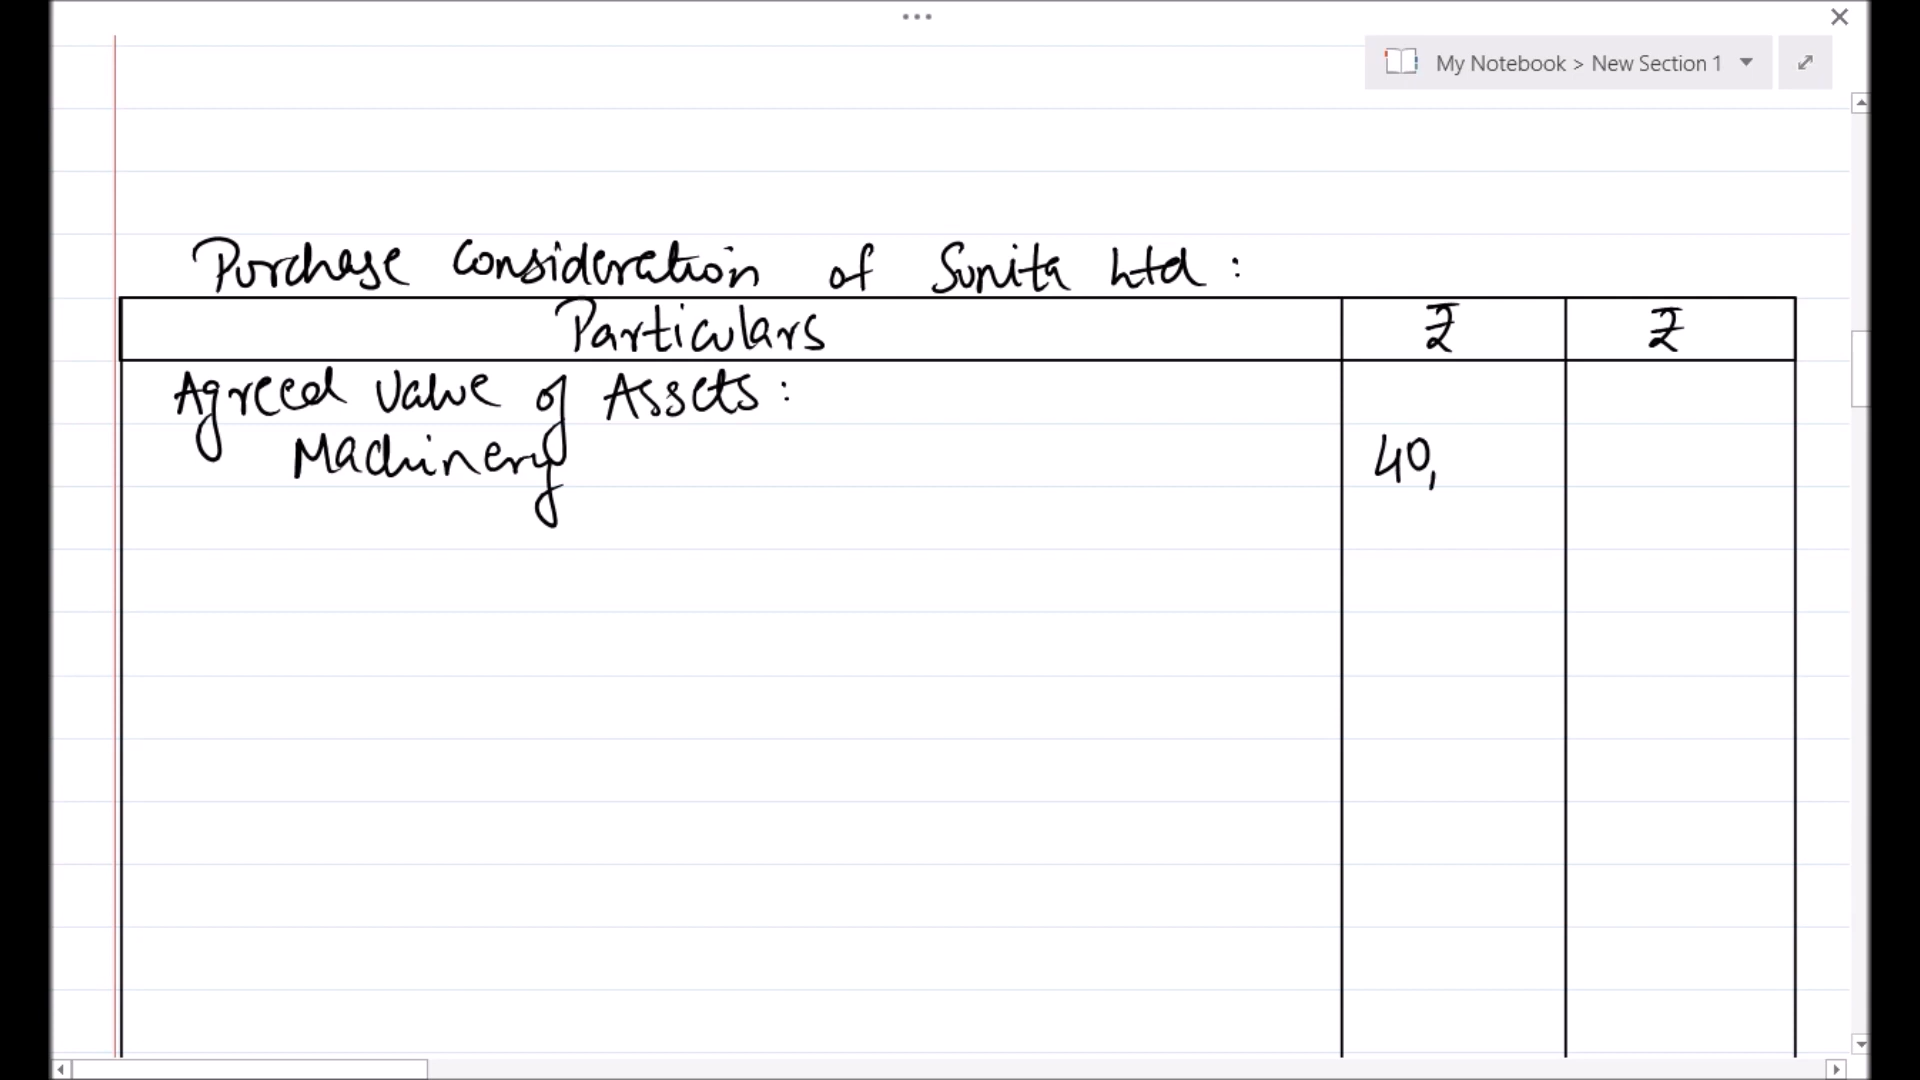 My Notebook > New Section 1
Purchase Consideration of Sunita Ltd :
Particulars ₹ ₹
Agreed Value of Assets :
Machinery 40,